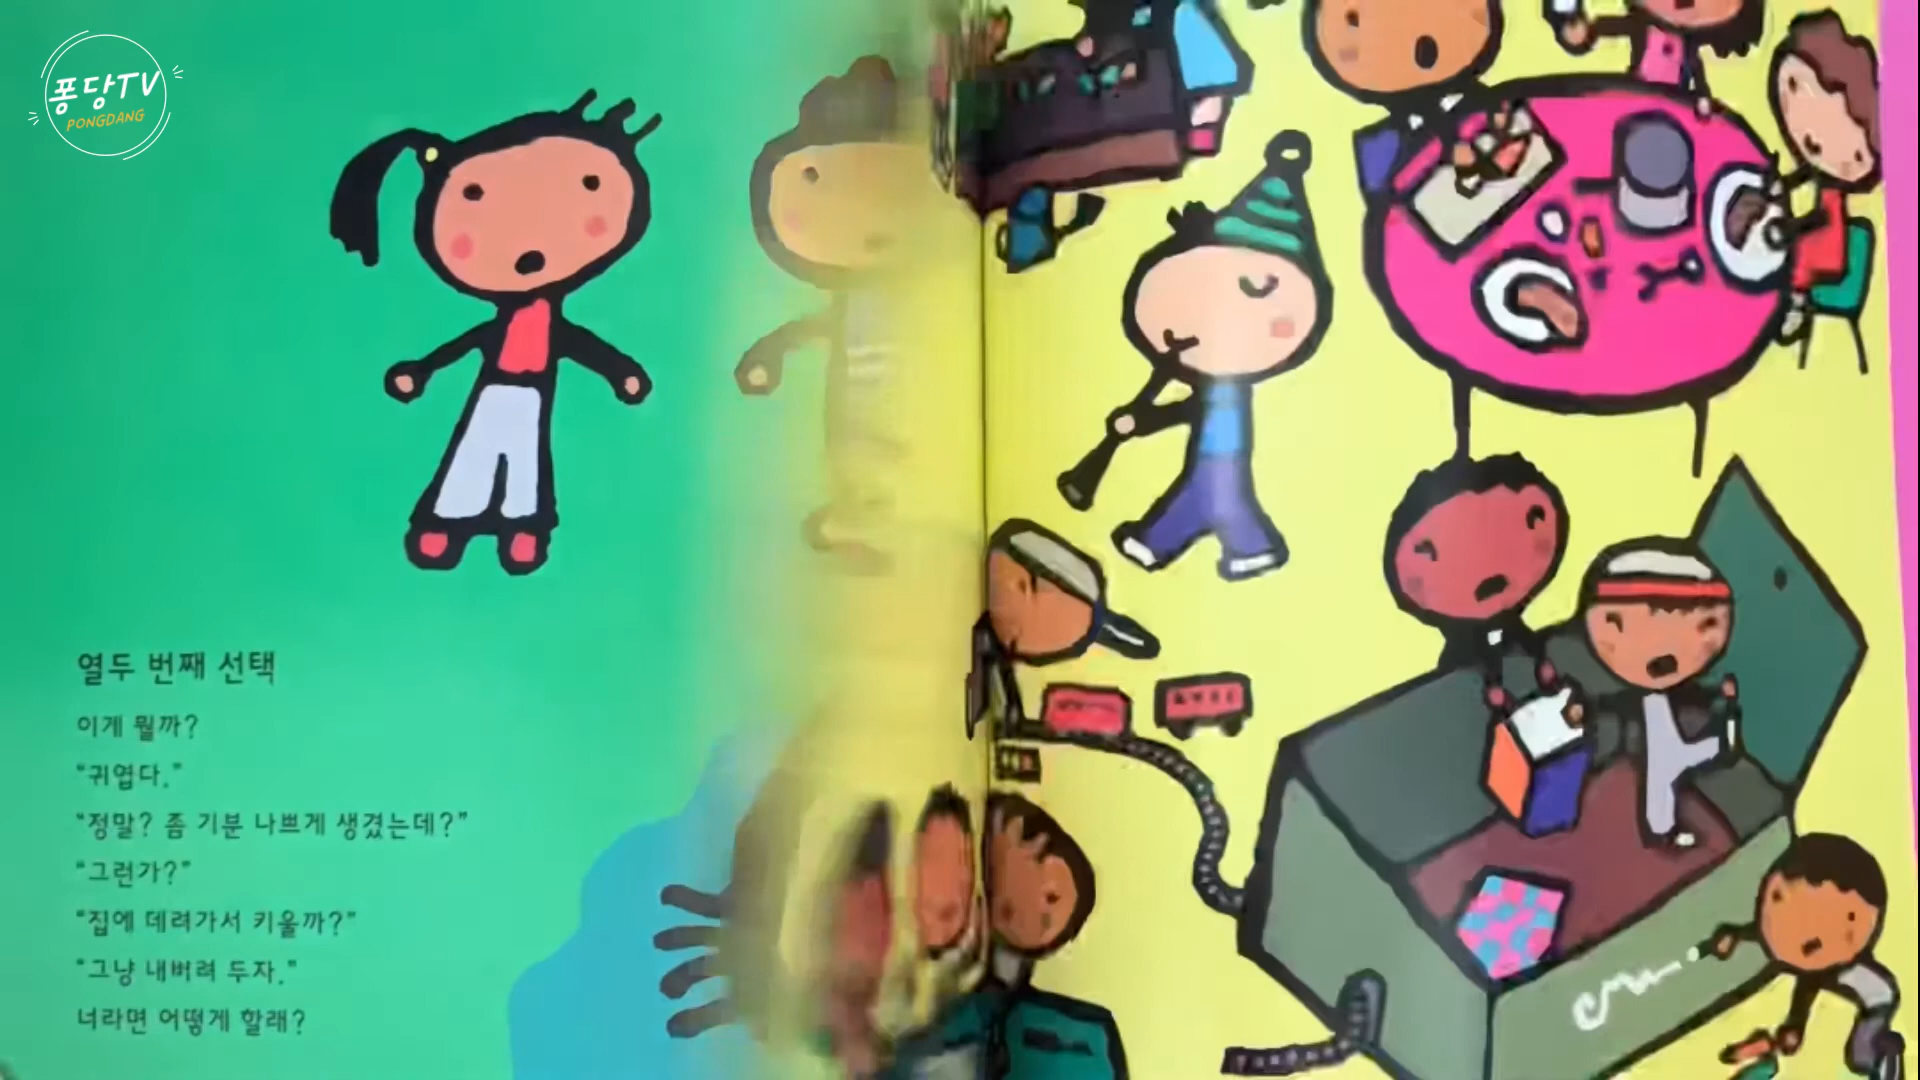 퐁당TV
PONGDANG
열두 번째 선택
이게 뭘까?
“귀엽다.”
“정말? 좀 기분 나쁘게 생겼는데?”
“그런가?”
“집에 데려가서 키울까?”
“그냥 내버려 두자.”
너라면 어떻게 할래?